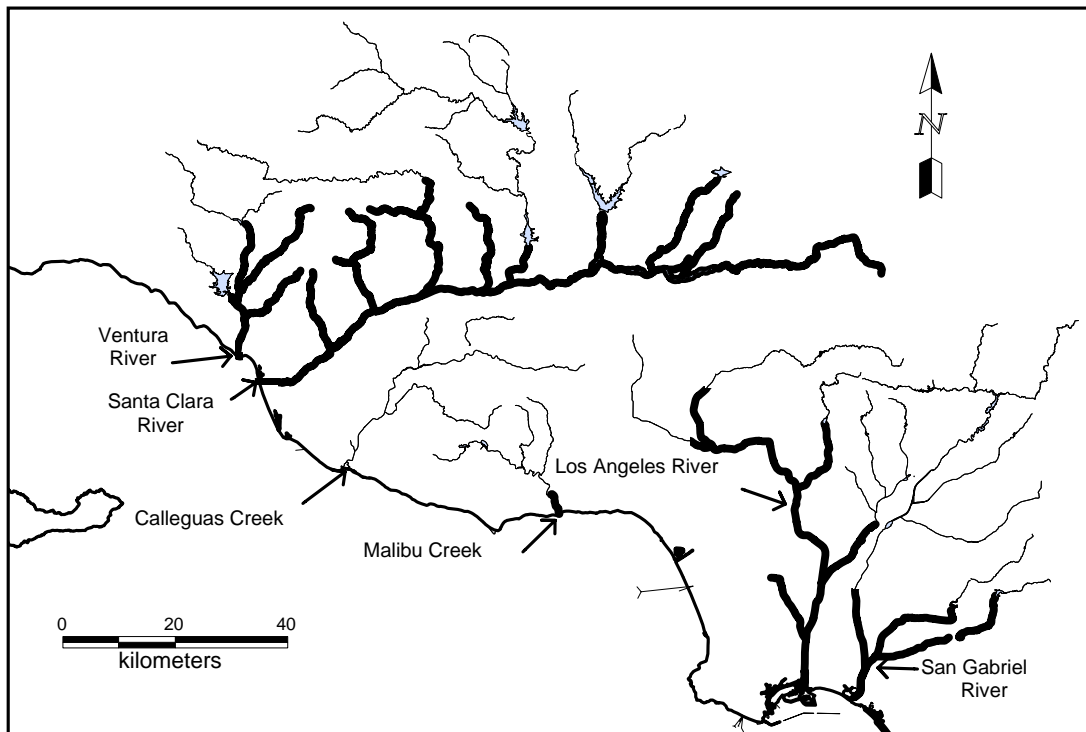 N
Ventura
River
Santa Clara
River
Los Angeles River
Calleguas Creek
Malibu Creek
0 20 40
kilometers
San Gabriel
River